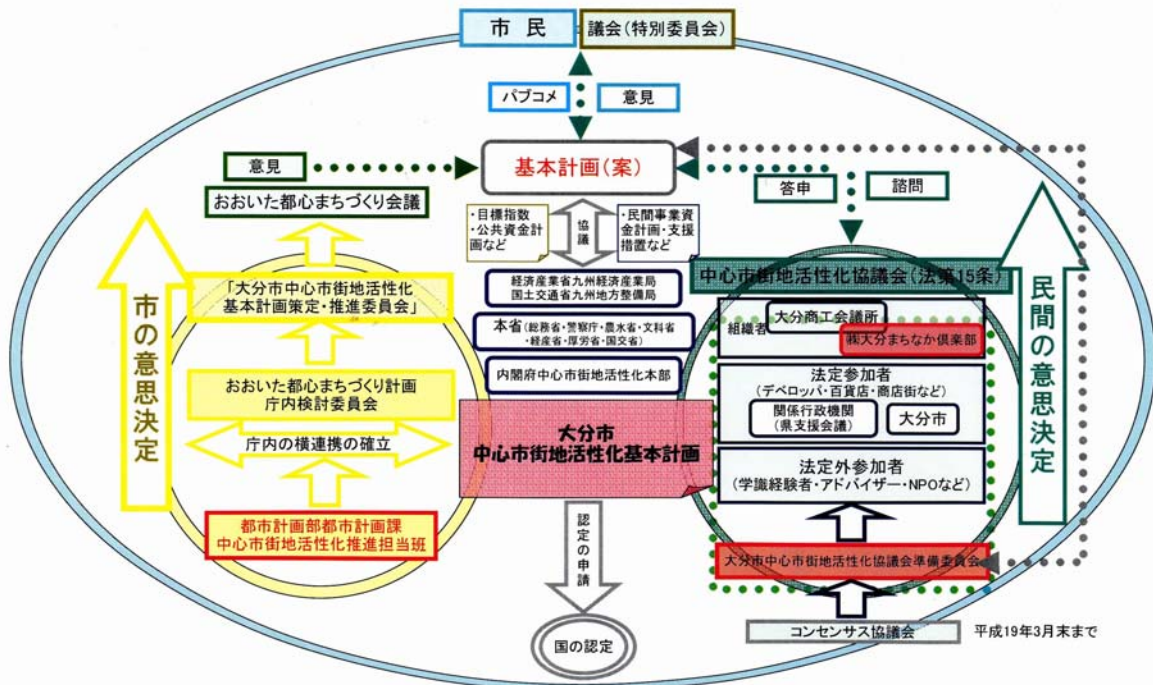 市 民
議会(特別委員会)
パブコメ
意見
基本計画(案)
意見
おおいた都心まちづくり会議
答申
諮問
・目標指数
・公共資金計
画など
協議
・民間事業資
金計画・支援
措置など
市の意思決定
「大分市中心市街地活性化
基本計画策定・推進委員会」
おおいた都心まちづくり計画
庁内検討委員会
庁内の横連携の確立
都市計画部都市計画課
中心市街地活性化推進担当班
経済産業省九州経済産業局
国土交通省九州地方整備局
本省(総務省・警察庁・農水省・文科省
・経産省・厚労省・国交省)
内閣府中心市街地活性化本部
大分市
中心市街地活性化基本計画
認定の申請
国の認定
中心市街地活性化協議会(法第15条)
大分商工会議所
組織者
㈱大分まちなか倶楽部
法定参加者
(デベロッパ・百貨店・商店街など)
関係行政機関
(県支援会議)
大分市
法定外参加者
(学識経験者・アドバイザー・NPOなど)
大分市中心市街地活性化協議会準備委員会
コンセンサス協議会
平成19年3月末まで
民間の意思決定